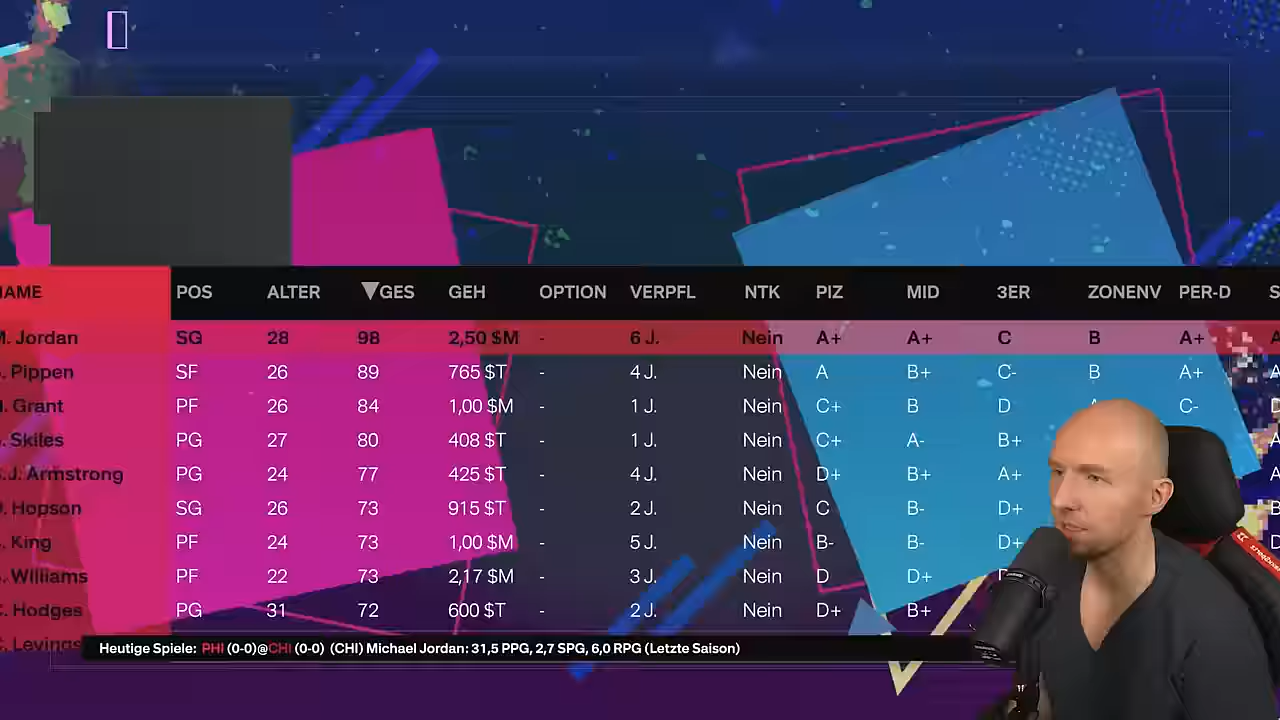 AME POS ALTER ▼GES GEH OPTION VERPFL NTK PIZ MID 3ER ZONENV PER-D S
M. Jordan SG 28 98 2,50 $M - 6 J. Nein A+ A+ C B A+ A
. Pippen SF 26 89 765 $T - 4 J. Nein A B+ C- B A+ A
. Grant PF 26 84 1,00 $M - 1 J. Nein C+ B D A C- D
. Skiles PG 27 80 408 $T - 1 J. Nein C+ A- B+
.J. Armstrong PG 24 77 425 $T - 4 J. Nein D+ B+ A+ A
. Hopson SG 26 73 915 $T - 2 J. Nein C B- D+ B
. King PF 24 73 1,00 $M - 5 J. Nein B- B- D+ D
. Williams PF 22 73 2,17 $M - 3 J. Nein D D+
. Hodges PG 31 72 600 $T - 2 J. Nein D+ B+
. Levings
Heutige Spiele: PHI (0-0)@CHI (0-0) (CHI) Michael Jordan: 31,5 PPG, 2,7 SPG, 6,0 RPG (Letzte Saison)